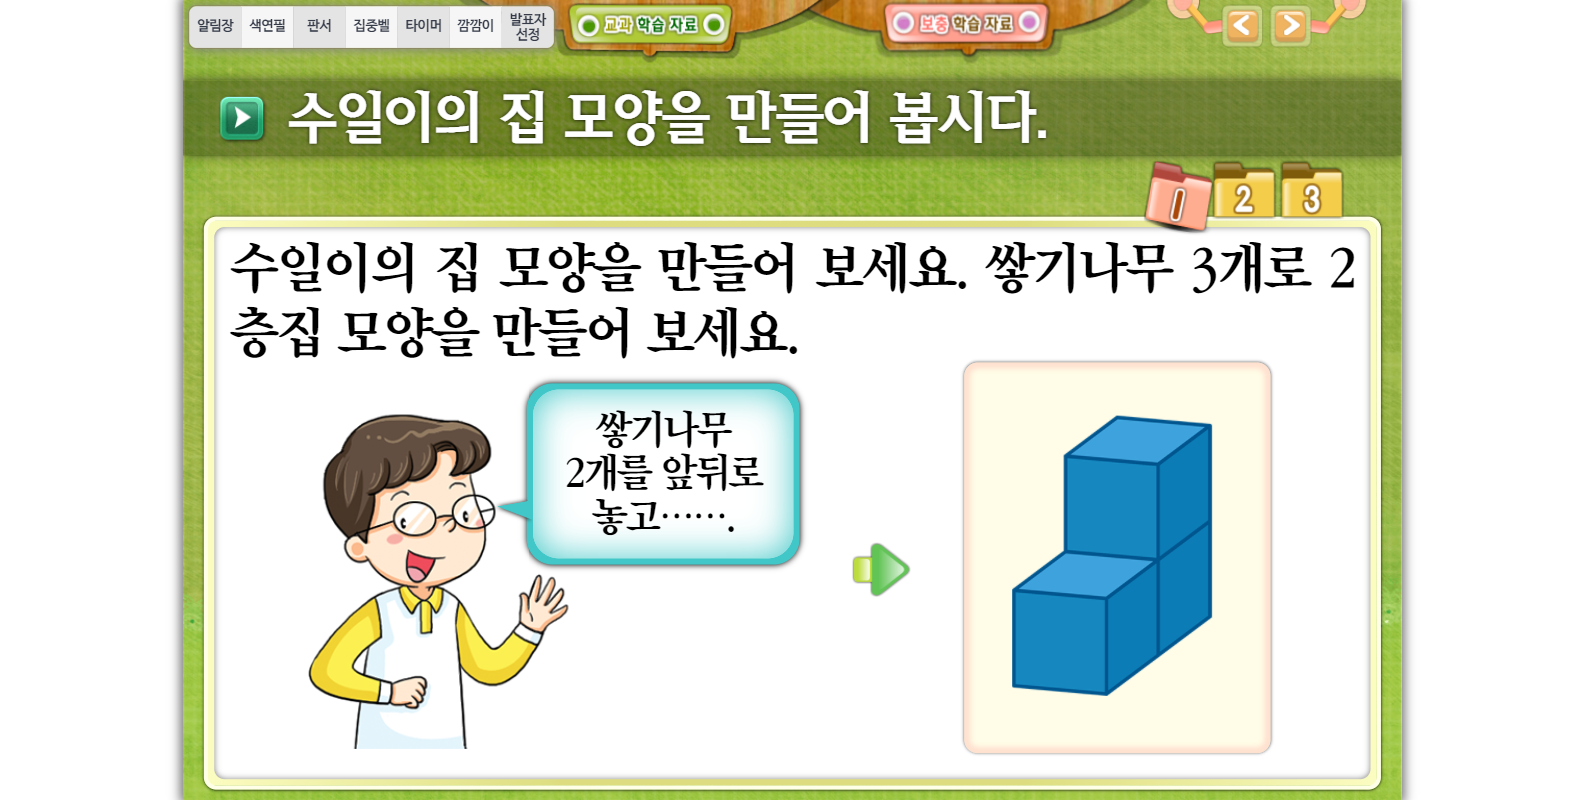 알림장 색연필 판서 집중벨 타이머 깜깜이 발표자
선정
교과 학습 자료 보충 학습 자료
수일이의 집 모양을 만들어 봅시다.
1 2 3
수일이의 집 모양을 만들어 보세요. 쌓기나무 3개로 2
층집 모양을 만들어 보세요.
쌓기나무
2개를 앞뒤로
놓고…….